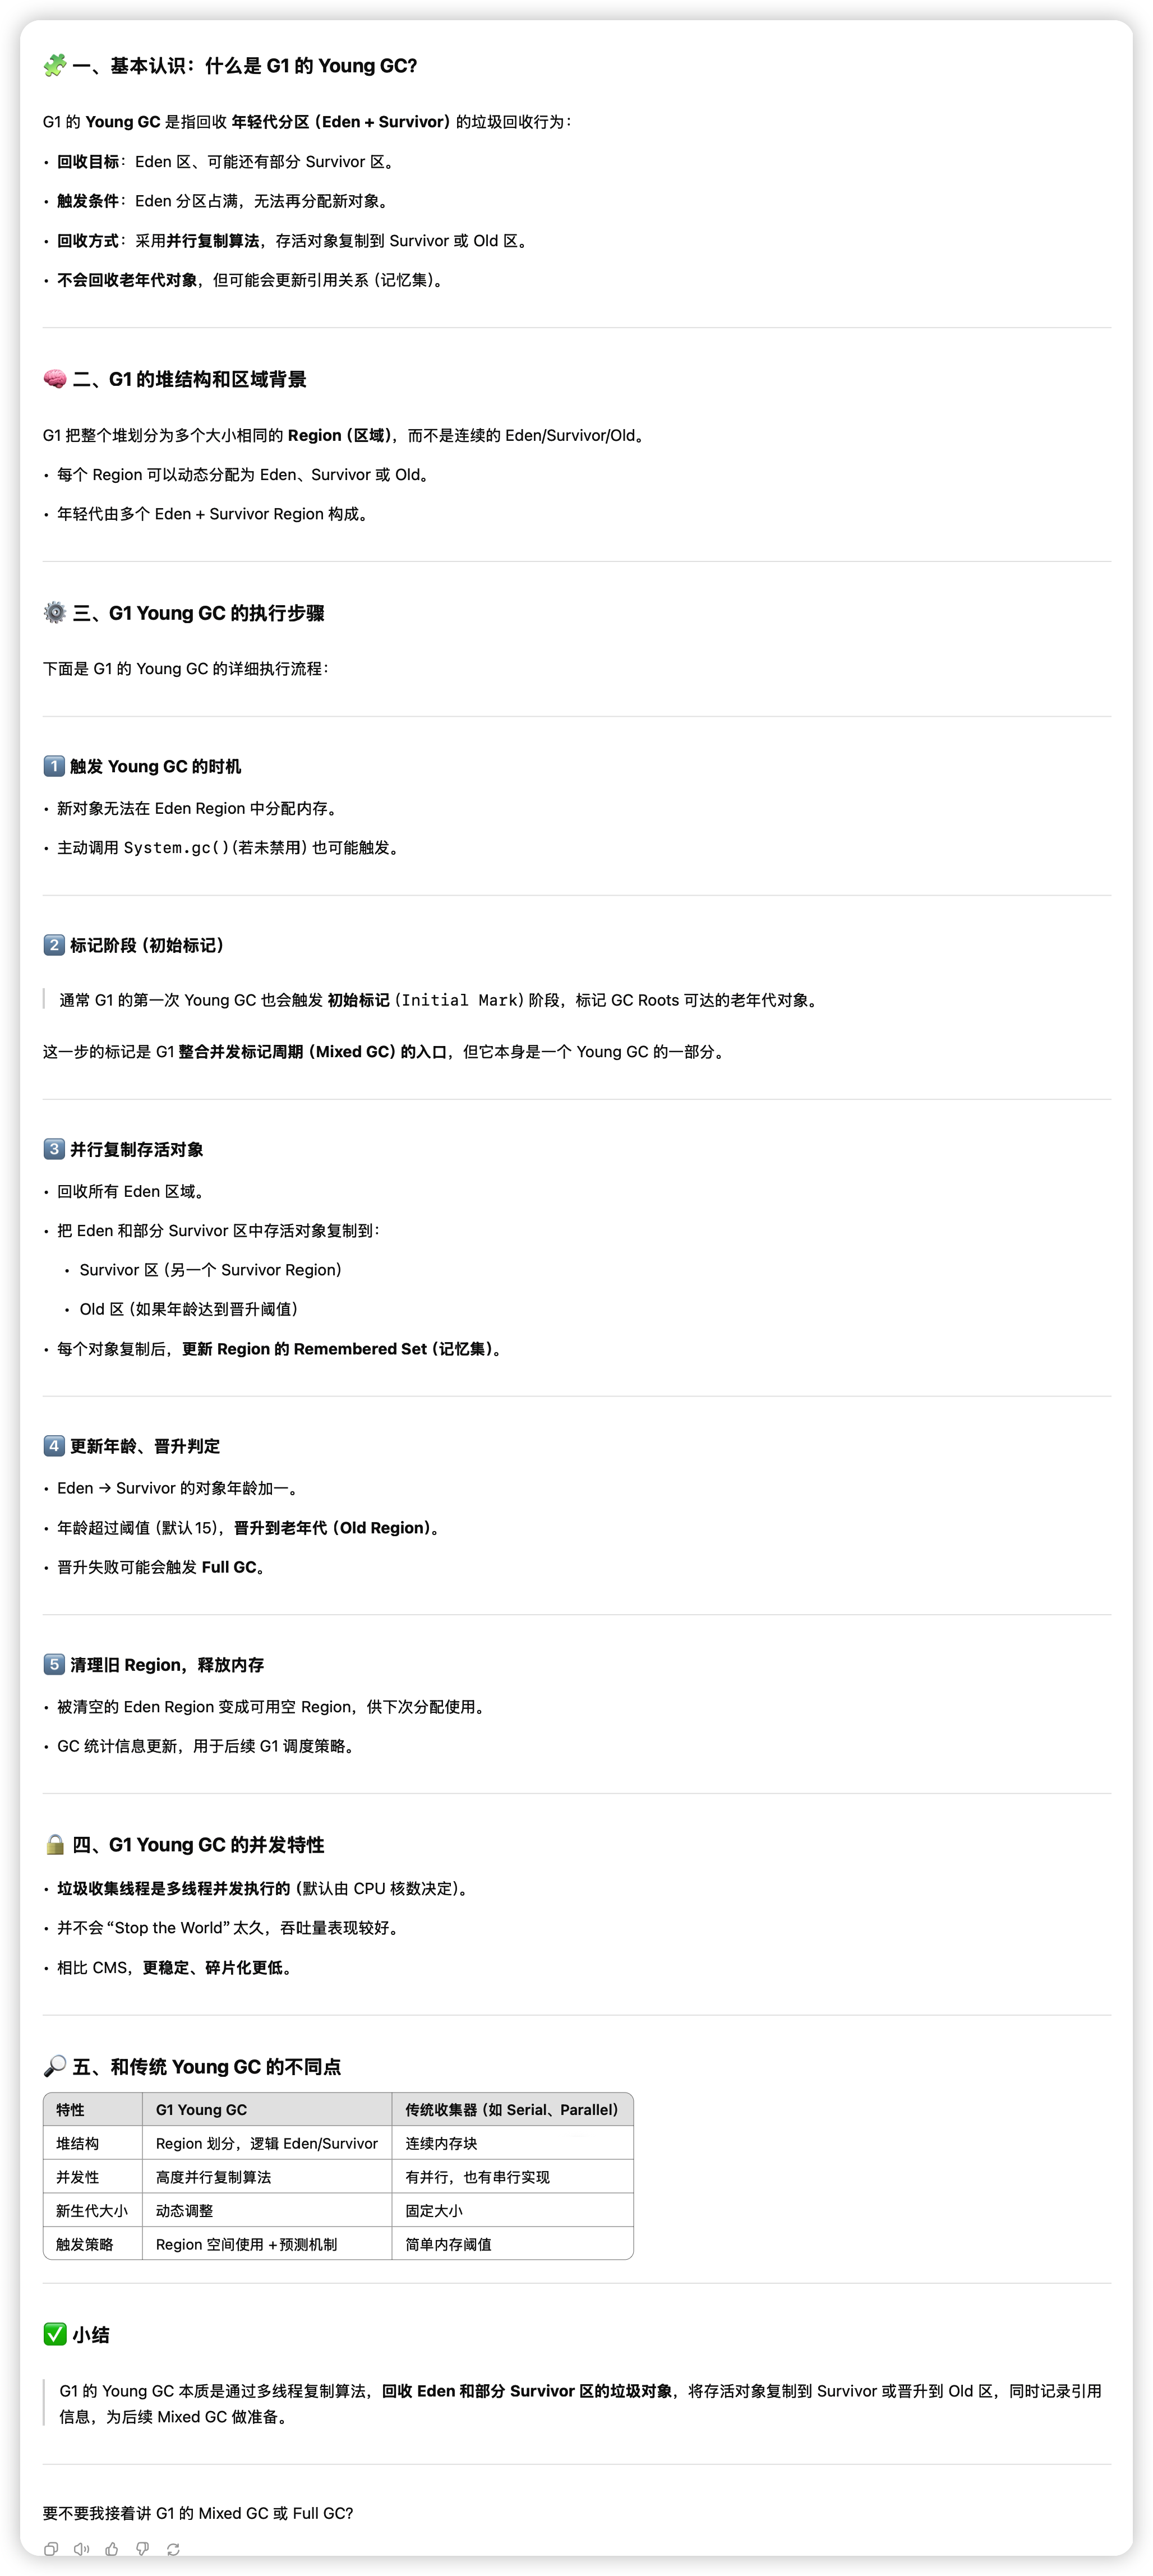 🧩 一、基本认识：什么是 G1 的 Young GC？
G1 的 Young GC 是指回收 年轻代分区（Eden + Survivor）的垃圾回收行为：
• 回收目标：Eden 区、可能还有部分 Survivor 区。
• 触发条件：Eden 分区占满，无法再分配新对象。
• 回收方式：采用并行复制算法，存活对象复制到 Survivor 或 Old 区。
• 不会回收老年代对象，但可能会更新引用关系（记忆集）。
🧠 二、G1 的堆结构和区域背景
G1 把整个堆划分为多个大小相同的 Region（区域），而不是连续的 Eden/Survivor/Old。
• 每个 Region 可以动态分配为 Eden、Survivor 或 Old。
• 年轻代由多个 Eden + Survivor Region 构成。
⚙️ 三、G1 Young GC 的执行步骤
下面是 G1 的 Young GC 的详细执行流程：
1️⃣ 触发 Young GC 的时机
• 新对象无法在 Eden Region 中分配内存。
• 主动调用 System.gc()（若未禁用）也可能触发。
2️⃣ 标记阶段（初始标记）
通常 G1 的第一次 Young GC 也会触发 初始标记（Initial Mark）阶段，标记 GC Roots 可达的老年代对象。
这一步的标记是 G1 整合并发标记周期（Mixed GC）的入口，但它本身是一个 Young GC 的一部分。
3️⃣ 并行复制存活对象
• 回收所有 Eden 区域。
• 把 Eden 和部分 Survivor 区中存活对象复制到：
• Survivor 区（另一个 Survivor Region）
• Old 区（如果年龄达到晋升阈值）
• 每个对象复制后，更新 Region 的 Remembered Set（记忆集）。
4️⃣ 更新年龄、晋升判定
• Eden → Survivor 的对象年龄加一。
• 年龄超过阈值（默认 15），晋升到老年代（Old Region）。
• 晋升失败可能会触发 Full GC。
5️⃣ 清理旧 Region，释放内存
• 被清空的 Eden Region 变成可用空 Region，供下次分配使用。
• GC 统计信息更新，用于后续 G1 调度策略。
🔒 四、G1 Young GC 的并发特性
• 垃圾收集线程是多线程并发执行的（默认由 CPU 核数决定）。
• 并不会“Stop the World”太久，吞吐量表现较好。
• 相比 CMS，更稳定、碎片化更低。
🔎 五、和传统 Young GC 的不同点
特性 G1 Young GC 传统收集器（如 Serial、Parallel）
堆结构 Region 划分，逻辑 Eden/Survivor 连续内存块
并发性 高度并行复制算法 有并行，也有串行实现
新生代大小 动态调整 固定大小
触发策略 Region 空间使用 + 预测机制 简单内存阈值
✅ 小结
G1 的 Young GC 本质是通过多线程复制算法，回收 Eden 和部分 Survivor 区的垃圾对象，将存活对象复制到 Survivor 或晋升到 Old 区，同时记录引用
信息，为后续 Mixed GC 做准备。
要不要我接着讲 G1 的 Mixed GC 或 Full GC？